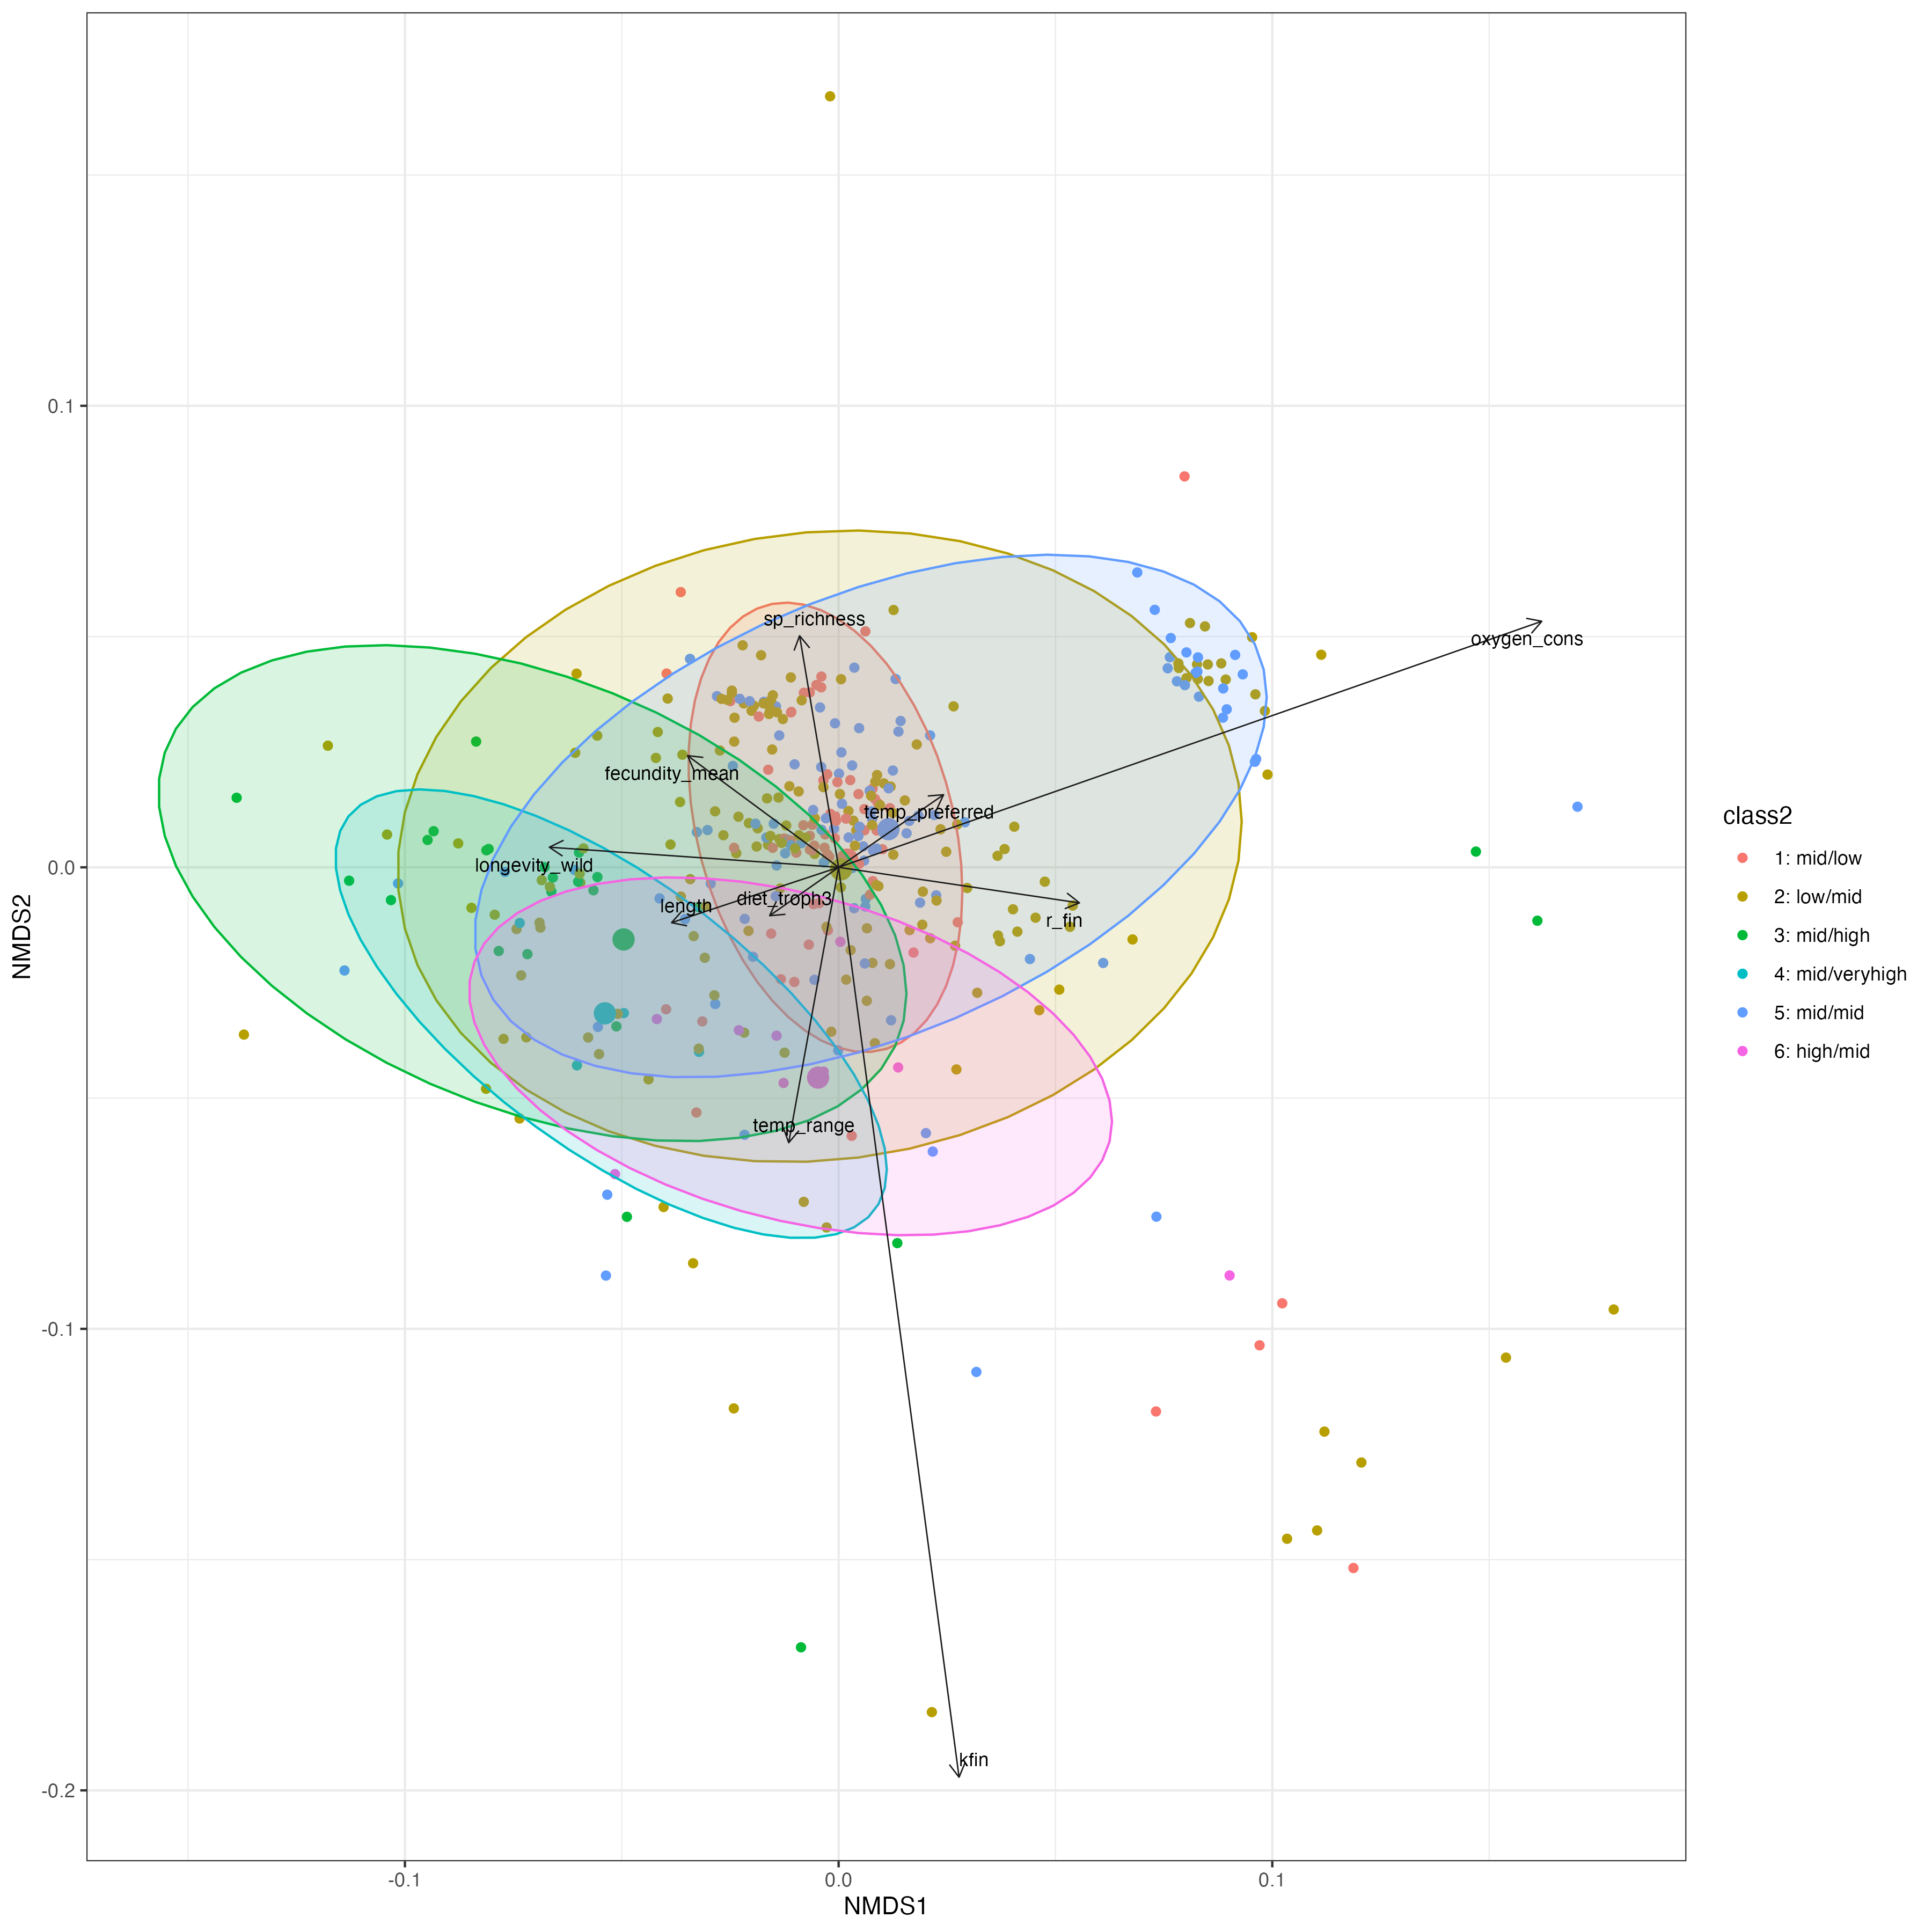 0.1
0.0
-0.1
-0.2
NMDS2
sp_richness
oxygen_cons
fecundity_mean
temp_preferred
longevity_wild
length
diet_troph3
r_fin
temp_range
kfin
-0.1
0.0
0.1
NMDS1
class2
1: mid/low
2: low/mid
3: mid/high
4: mid/veryhigh
5: mid/mid
6: high/mid